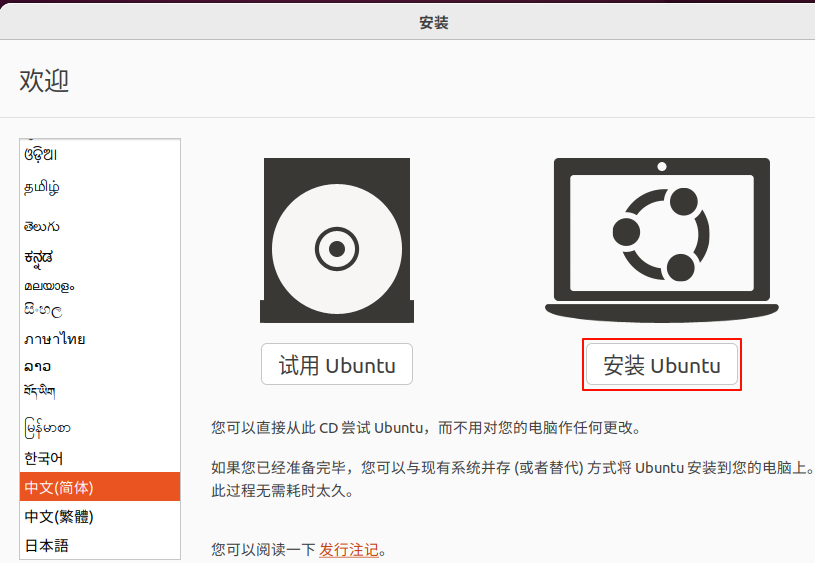 安装
欢迎
ଓଡ଼ିଆ
தமிழ்
తెలుగు
ಕನ್ನಡ
മലയാളം
සිංහල
ภาษาไทย
ລາວ
བོད་ཡིག
မြန်မာစာ
한국어
中文(简体)
中文(繁體)
日本語
试用 Ubuntu
安装 Ubuntu
您可以直接从此 CD 尝试 Ubuntu，而不用对您的电脑作任何更改。
如果您已经准备完毕，您可以与现有系统并存 (或者替代) 方式将 Ubuntu 安装到您的电脑上。
此过程无需耗时太久。
您可以阅读一下 发行注记。